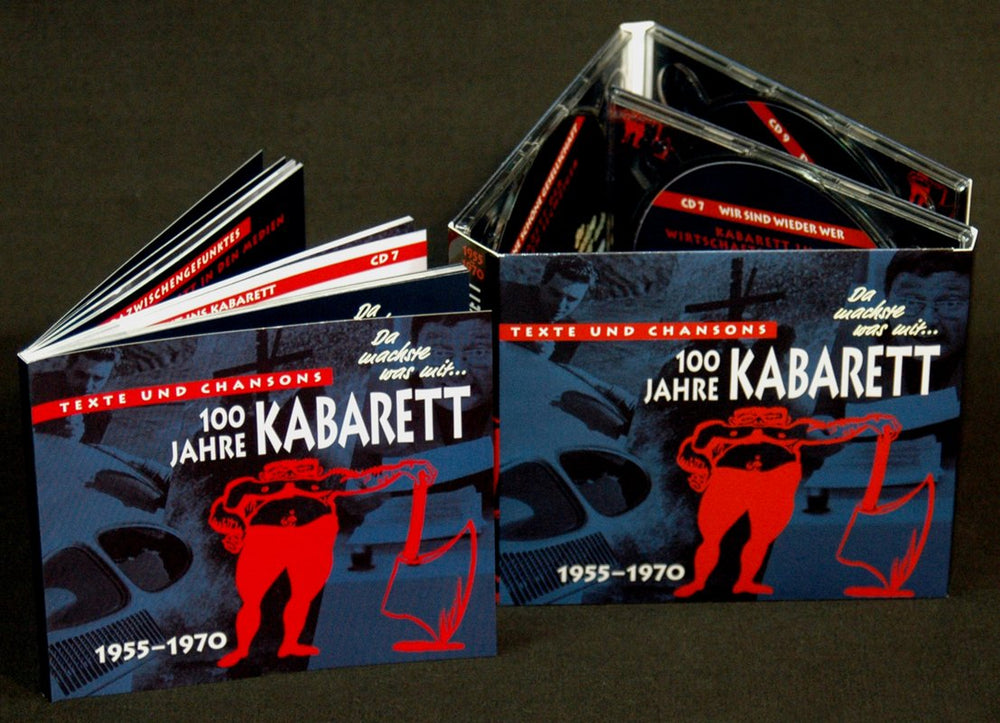 ZWISCHENGEFUNKTES
IN DEN MEDIEN
CD 7
INS KABARETT
Da
Da
machste
was mit...
TEXTE UND CHANSONS
100
JAHRE
KABARETT
1955–1970
CD 9
CD 7 WIR SIND WIEDER WER
KABARETT
1955
1970
Da
machste
was mit...
TEXTE UND CHANSONS
100
JAHRE
KABARETT
1955–1970